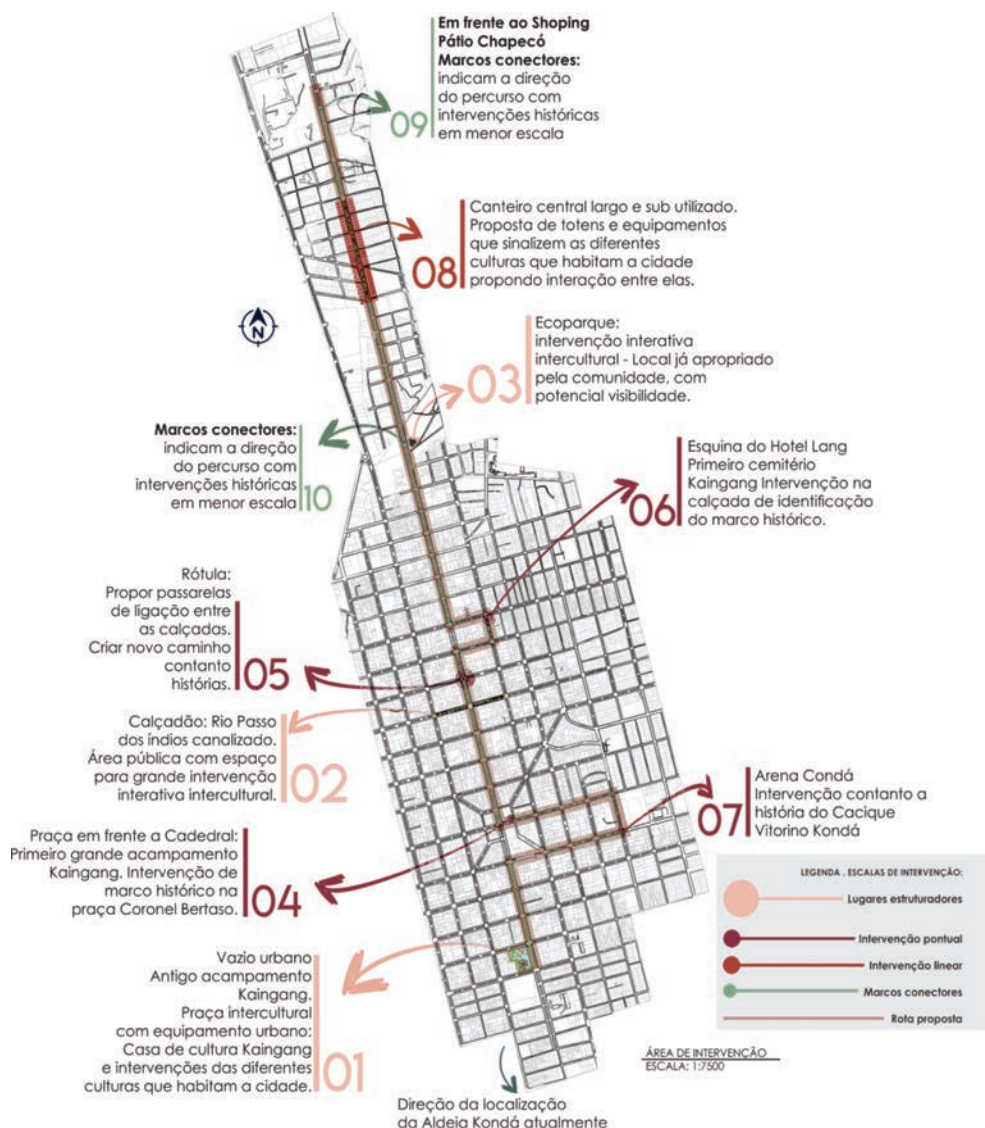 Em frente ao Shoping
Pátio Chapecó
Marcos conectores:
indicam a direção
do percurso com
intervenções históricas
em menor escala
09
Canteiro central largo e sub utilizado.
Proposta de totens e equipamentos
que sinalizem as diferentes
culturas que habitam a cidade
propondo interação entre elas.
08
N
Ecoparque:
intervenção interativa
intercultural - Local já apropriado
pela comunidade, com
potencial visibilidade.
03
Marcos conectores:
indicam a direção
do percurso com
intervenções históricas
em menor escala
10
Esquina do Hotel Lang
Primeiro cemitério
Kaingang Intervenção na
calçada de identificação
do marco histórico.
06
Rótula:
Propor passarelas
de ligação entre
as calçadas.
Criar novo caminho
contanto
histórias.
05
Calçadão: Rio Passo
dos índios canalizado.
Área pública com espaço
para grande intervenção
interativa intercultural.
02
Arena Condá
Intervenção contanto a
história do Cacique
Vitorino Kondá
07
Praça em frente a Cadedral:
Primeiro grande acampamento
Kaingang. Intervenção de
marco histórico na
praça Coronel Bertaso.
04
Vazio urbano
Antigo acampamento
Kaingang.
Praça intercultural
com equipamento urbano:
Casa de cultura Kaingang
e intervenções das diferentes
culturas que habitam a cidade.
01
LEGENDA . ESCALAS DE INTERVENÇÃO:
Lugares estruturadores
Intervenção pontual
Intervenção linear
Marcos conectores
Rota proposta
ÁREA DE INTERVENÇÃO
ESCALA: 1:7500
Direção da localização
da Aldeia Kondá atualmente